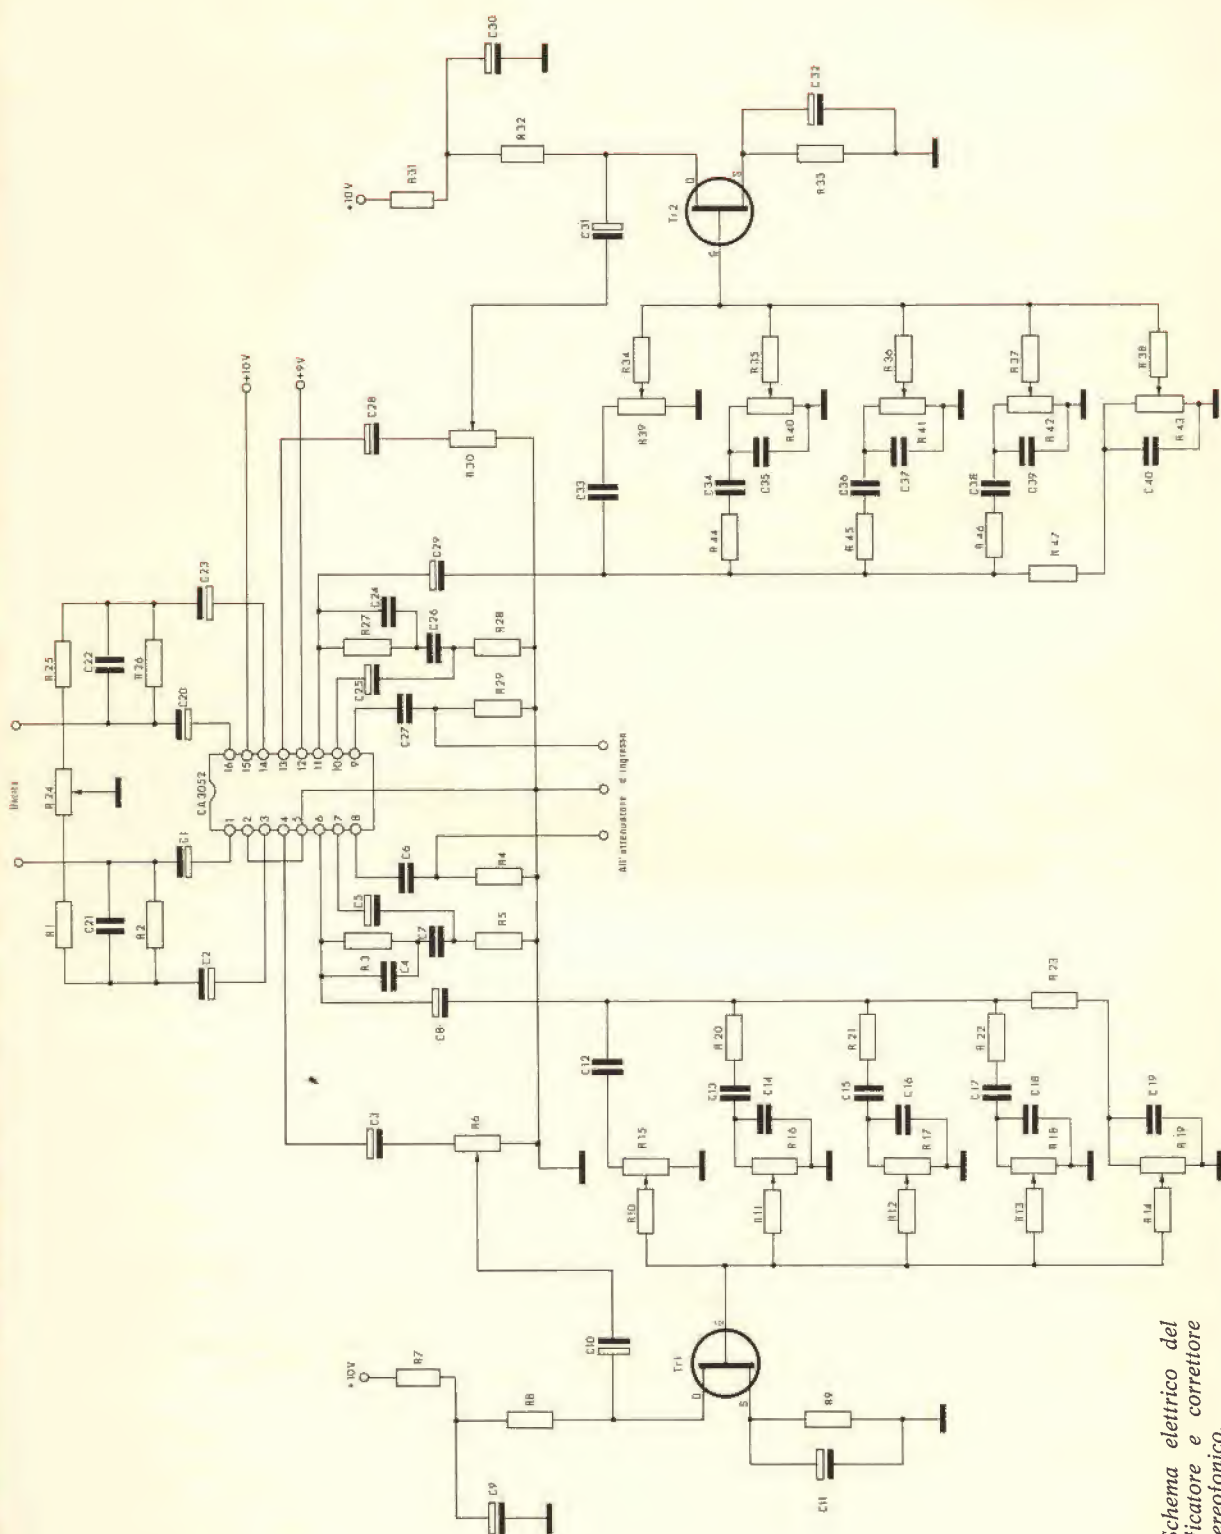 C30
+10V
R31
R32
C32
C31
D
S
Tr2
G
R33
+10V
+9V
C28
R30
C33
R34
R39
C34
R35
R40
C35
R44
C36
R36
R41
C37
R45
C38
R37
R42
C39
R46
R38
R43
C40
R47
C29
C23
R25
C22
R26
C20
R27
C24
C26
C25
R28
R29
C27
Uscita
R24
CA3052
16
15
14
13
12
11
10
9
1
2
3
4
5
6
7
8
All'attenuatore d'ingresso
C1
R1
C21
R2
C2
C6
R4
C5
C7
R5
R3
C4
C8
C3
R6
C12
R15
R10
R20
C13
C14
R16
R11
R21
C15
C16
R17
R12
R22
C17
C18
R18
R13
R23
C19
R19
R14
+10V
R7
R8
C10
C9
Tr1
D
S
G
R9
C11
Schema elettrico del
icatore e correttore
ereofonico.